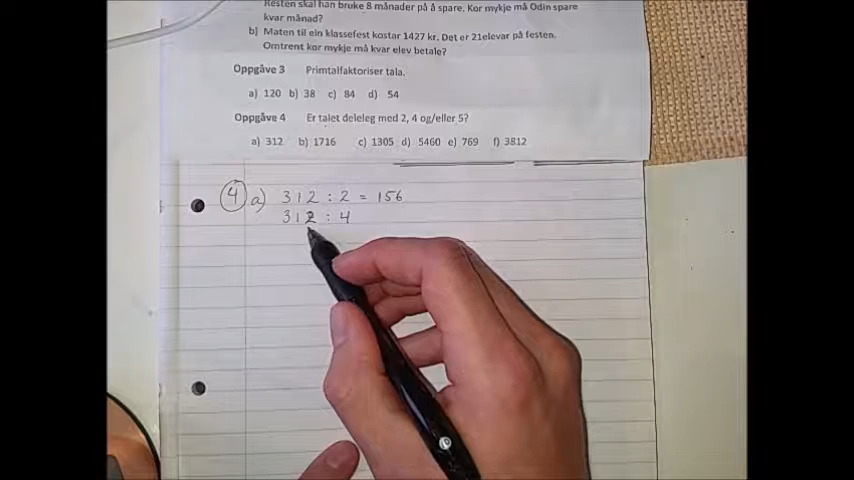 Resten skal han bruke 8 månader på å spare. Kor mykje må Odin spare
kvar månad?
b) Maten til ein klassefest kostar 1427 kr. Det er 21elevar på festen.
Omtrent kor mykje må kvar elev betale?
Oppgåve 3 Primtalfaktoriser tala.
a) 120 b) 38 c) 84 d) 54
Oppgåve 4 Er talet deleleg med 2, 4 og/eller 5?
a) 312 b) 1716 c) 1305 d) 5460 e) 769 f) 3812
4 a) 312 : 2 = 156
312 : 4